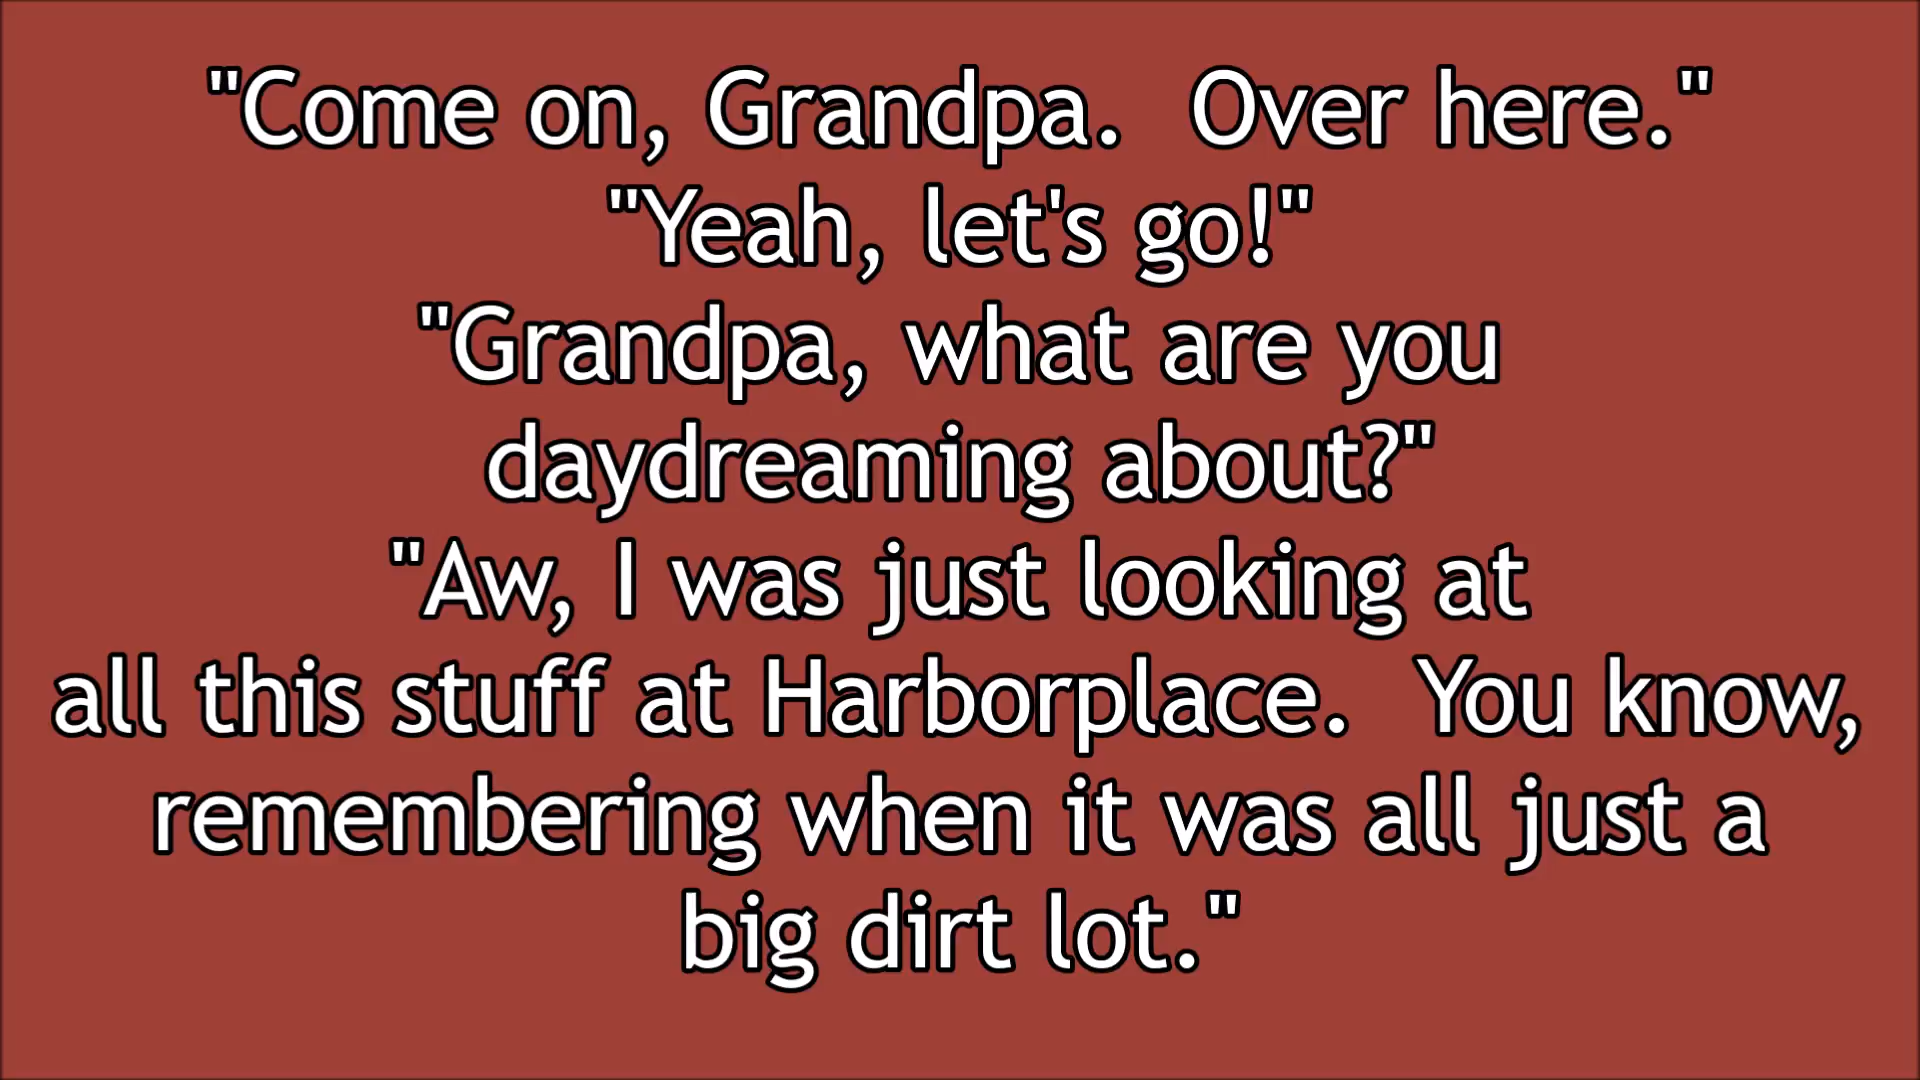 "Come on, Grandpa.  Over here."
"Yeah, let's go!"
"Grandpa, what are you
daydreaming about?"
"Aw, I was just looking at
all this stuff at Harborplace.  You know,
remembering when it was all just a
big dirt lot."